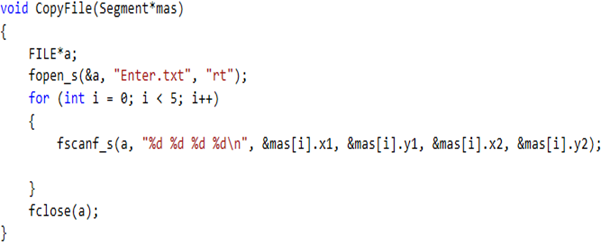 void CopyFile(Segment*mas)
{
FILE*a;
fopen_s(&a, "Enter.txt", "rt");
for (int i = 0; i < 5; i++)
{
fscanf_s(a, "%d %d %d %d\n", &mas[i].x1, &mas[i].y1, &mas[i].x2, &mas[i].y2);
}
fclose(a);
}